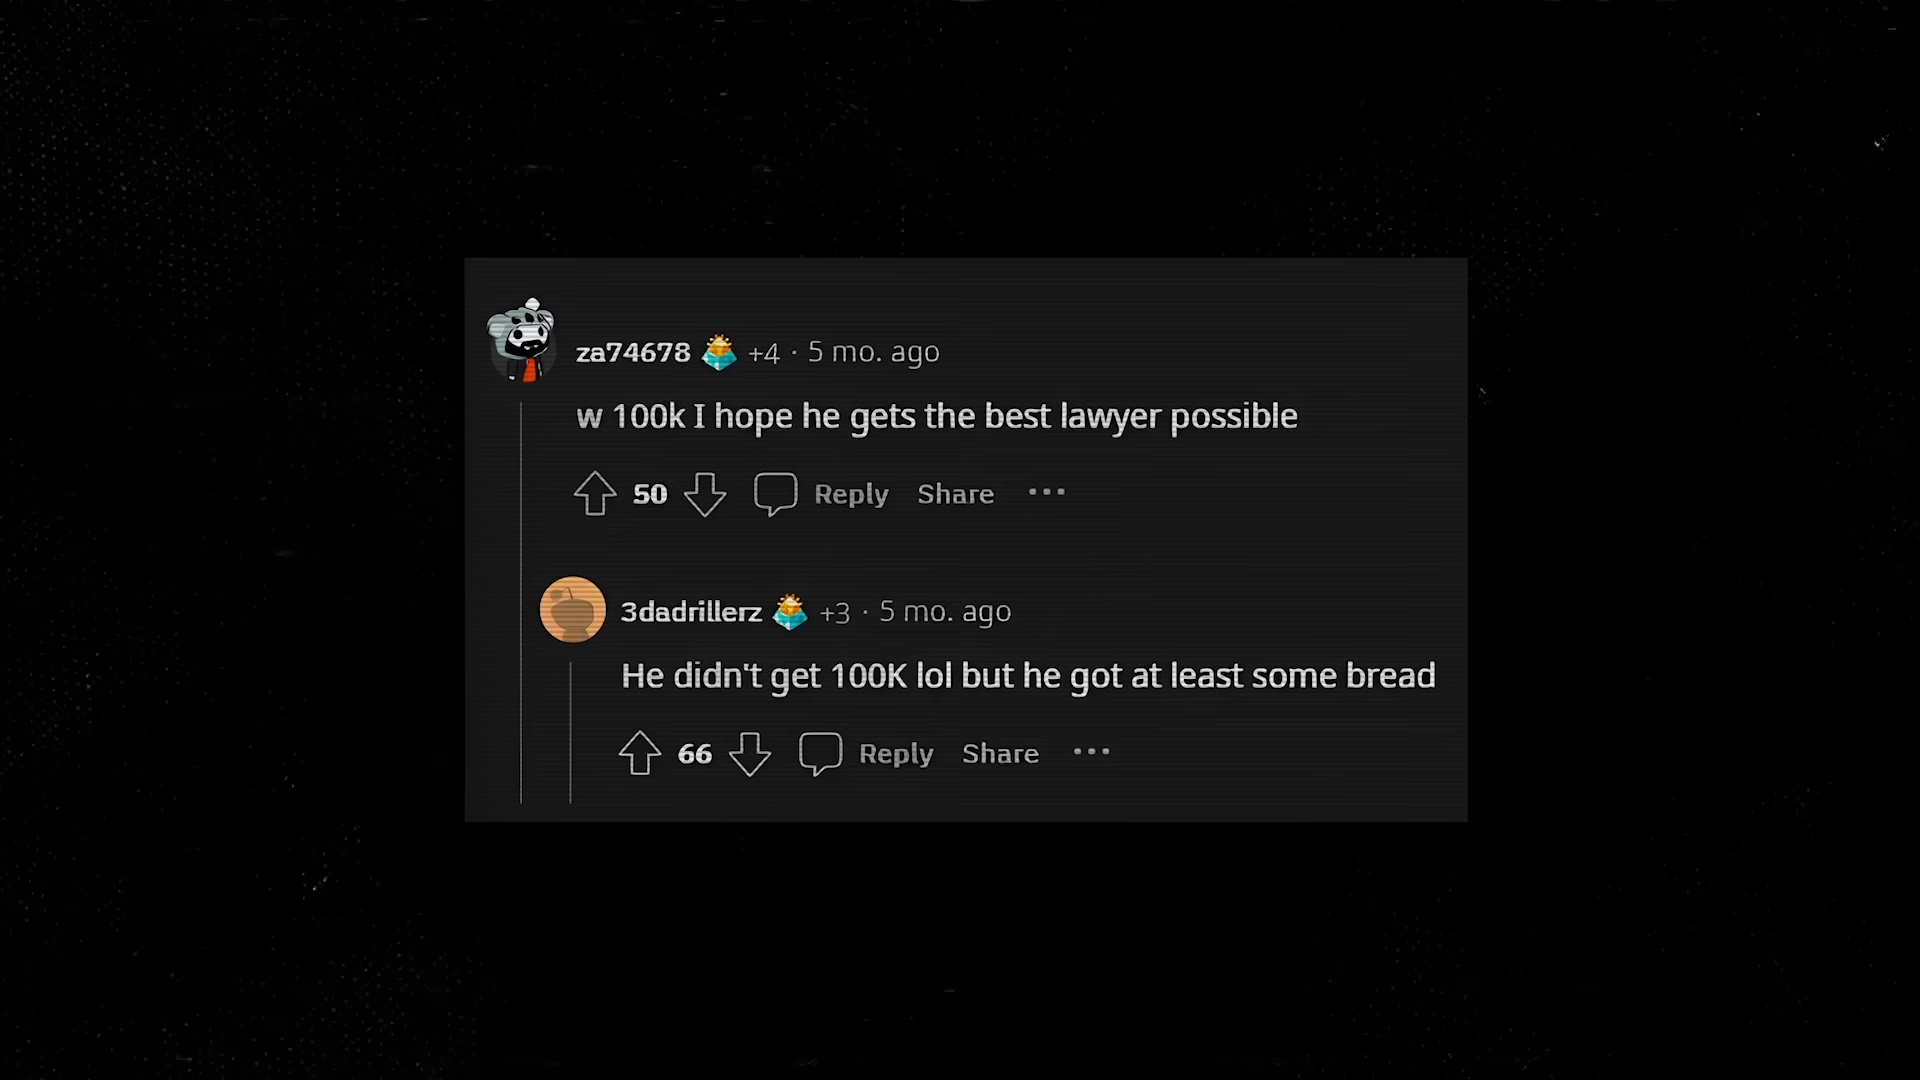 za74678 +4 · 5 mo. ago
w 100k I hope he gets the best lawyer possible
50 Reply Share ···
3dadrillerz +3 · 5 mo. ago
He didn't get 100K lol but he got at least some bread
66 Reply Share ···